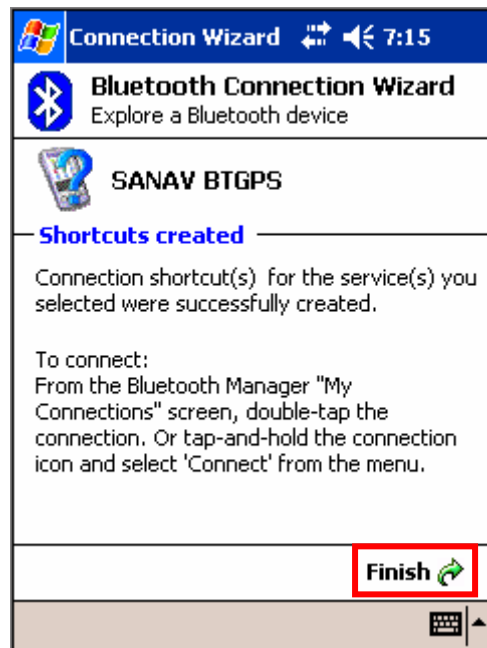 Connection Wizard 7:15
Bluetooth Connection Wizard
Explore a Bluetooth device
SANAV BTGPS
Shortcuts created
Connection shortcut(s) for the service(s) you
selected were successfully created.
To connect:
From the Bluetooth Manager "My
Connections" screen, double-tap the
connection. Or tap-and-hold the connection
icon and select 'Connect' from the menu.
Finish